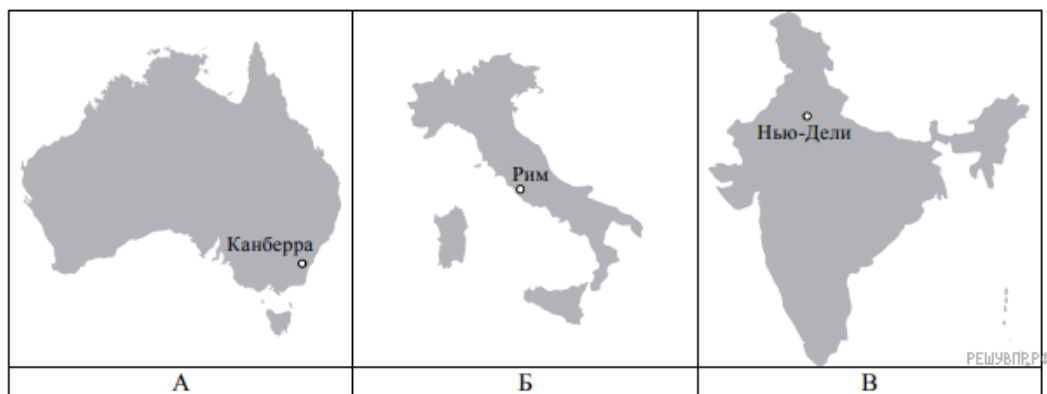 Канберра
Рим
Нью-Дели
РЕШУВПР.РФ
А
Б
В